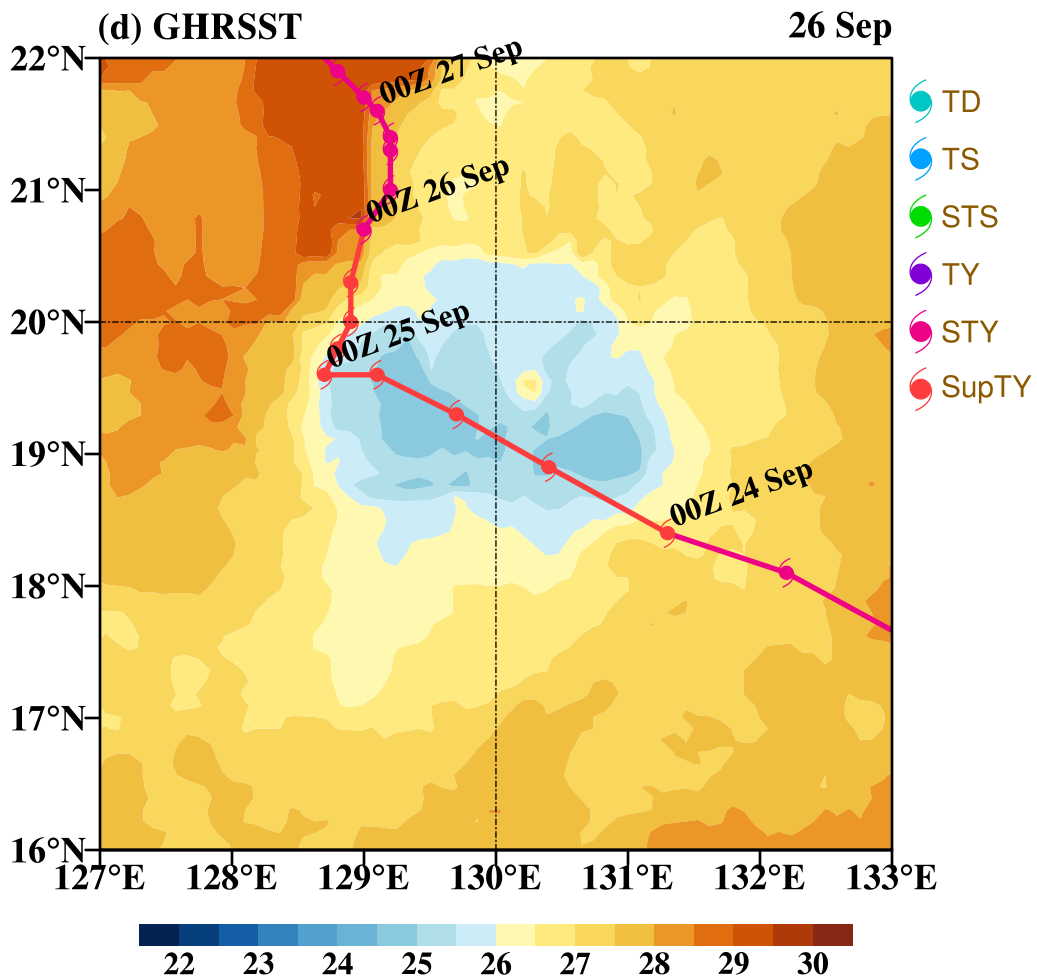 (d) GHRSST
26 Sep
22°N
21°N
20°N
19°N
18°N
17°N
16°N
127°E 128°E 129°E 130°E 131°E 132°E 133°E
00Z 27 Sep
00Z 26 Sep
00Z 25 Sep
00Z 24 Sep
TD
TS
STS
TY
STY
SupTY
22 23 24 25 26 27 28 29 30